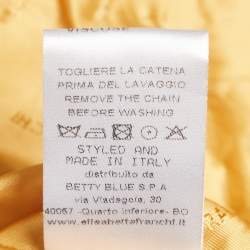 VISCOSE
TOGLIERE LA CATENA
PRIMA DEL LAVAGGIO
REMOVE THE CHAIN
BEFORE WASHING
STYLED AND
MADE IN ITALY
distribuito da
BETTY BLUE S.P.A
via Viadagola, 30
40057 -Quarto Inferiore- BO
www.elisabettafranchi.it